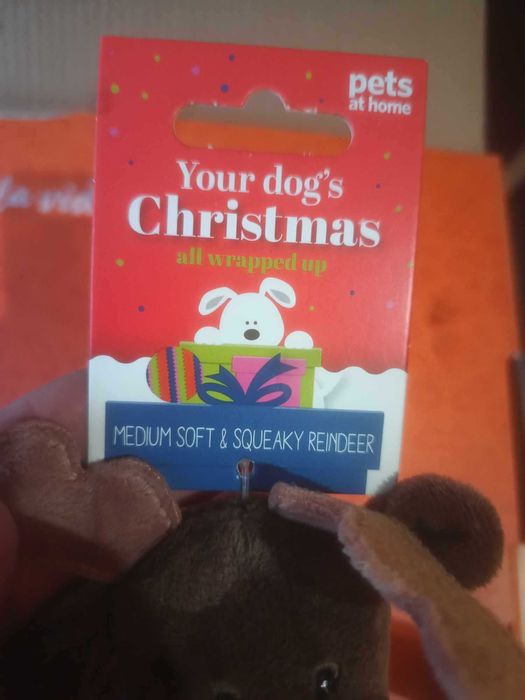 pets
at home
Your dog's
Christmas
all wrapped up
MEDIUM SOFT & SQUEAKY REINDEER